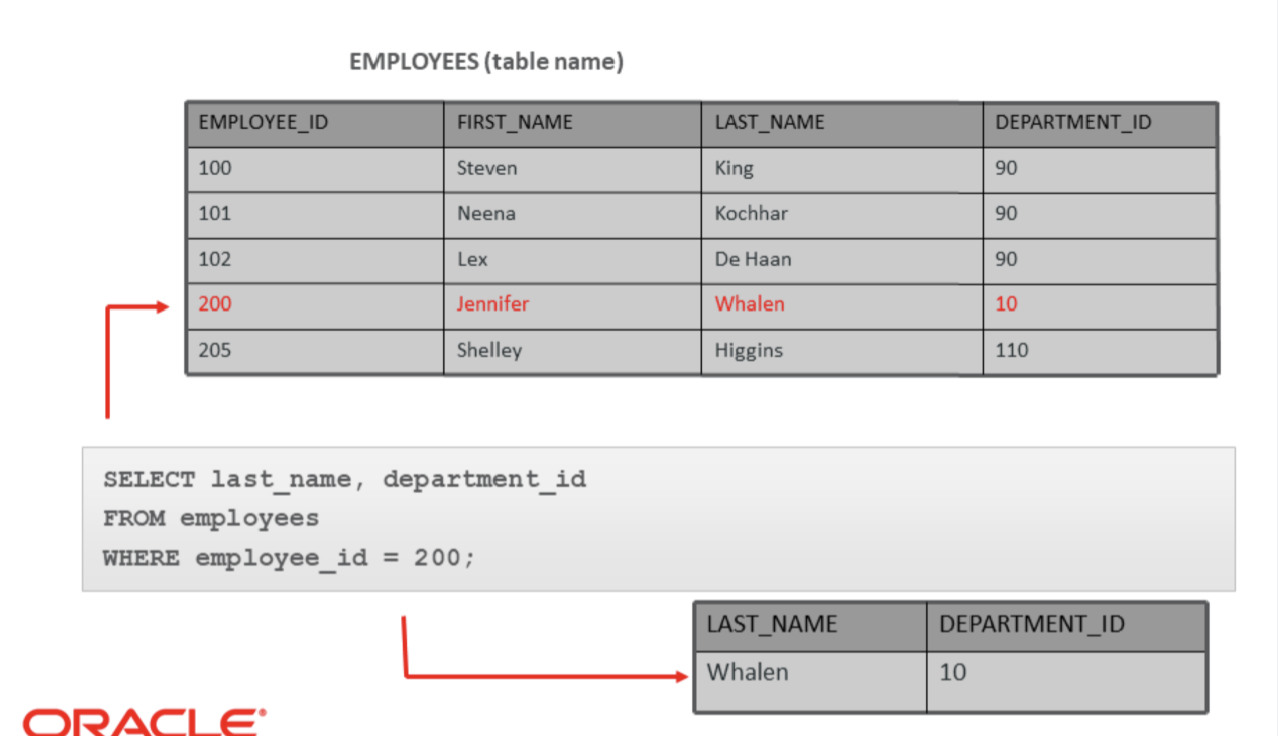 EMPLOYEES (table name)
EMPLOYEE_ID FIRST_NAME LAST_NAME DEPARTMENT_ID
100 Steven King 90
101 Neena Kochhar 90
102 Lex De Haan 90
200 Jennifer Whalen 10
205 Shelley Higgins 110
SELECT last_name, department_id
FROM employees
WHERE employee_id = 200;
LAST_NAME DEPARTMENT_ID
Whalen 10
ORACLE®